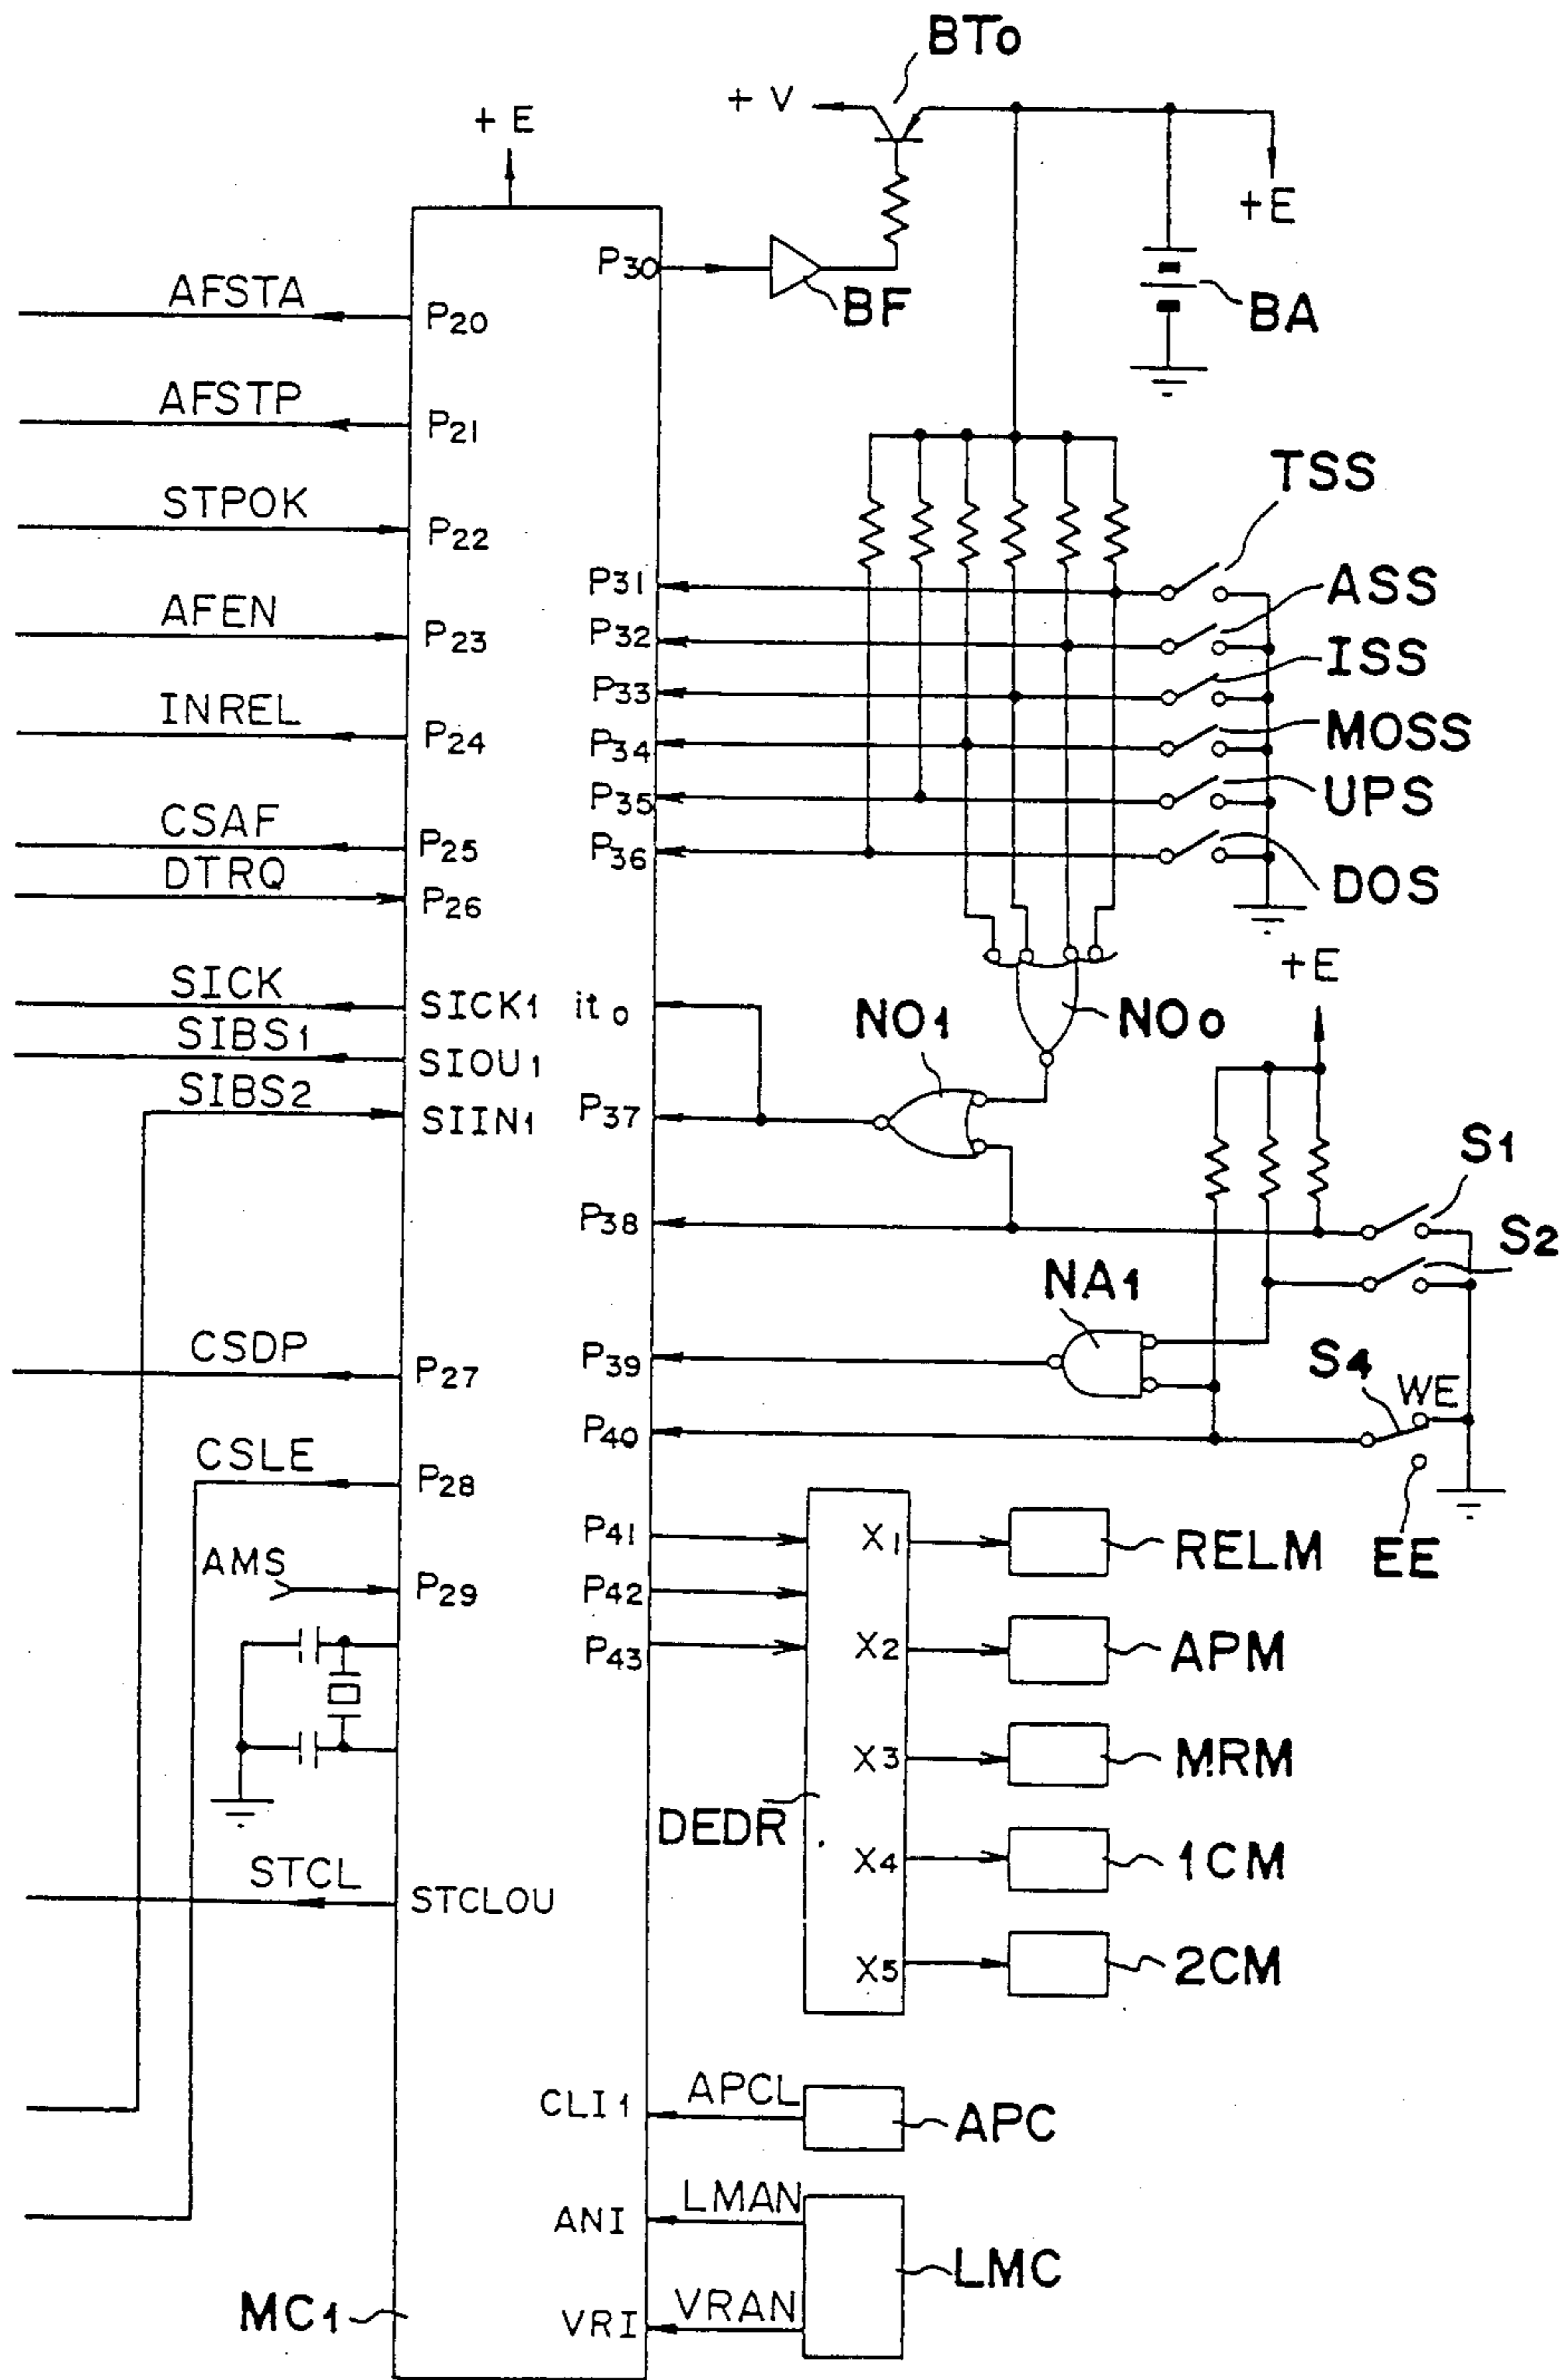 BT0
+ V
+ E
+E
P30
BF
BA
AFSTA
P20
AFSTP
P21
STPOK
P22
TSS
P31
ASS
AFEN
P23
P32
ISS
P33
INREL
P24
MOSS
P34
UPS
P35
CSAF
P25
P36
DOS
DTRQ
P26
+E
SICK
SICK1
it0
NO1
NO0
SIBS1
SIOU1
SIBS2
SIIN1
P37
S1
P38
S2
NA1
CSDP
P27
P39
S4
WE
P40
CSLE
P28
EE
P41
X1
RELM
AMS
P29
P42
P43
X2
APM
X3
MRM
DEDR
X4
1CM
STCL
STCLOU
X5
2CM
CLI1
APCL
APC
ANI
LMAN
LMC
MC1
VRI
VRAN